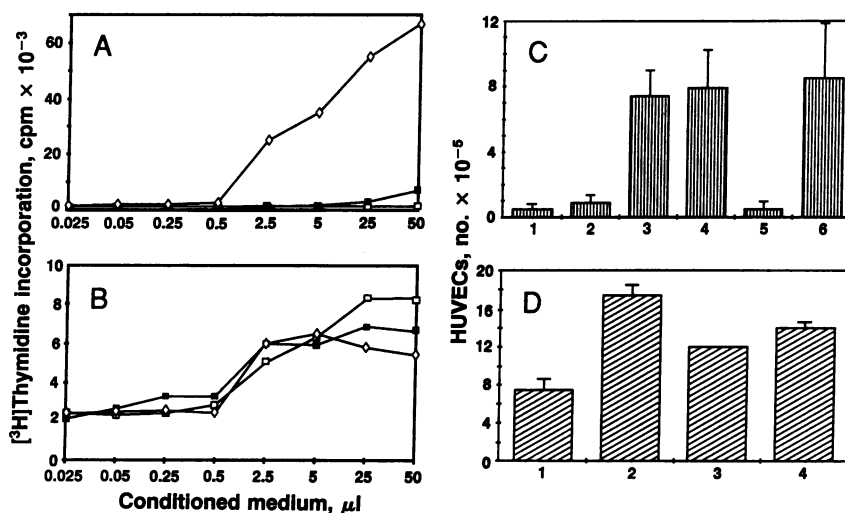 [³H]Thymidine incorporation, cpm × 10⁻³
A
60
40
20
0
0.025 0.05 0.25 0.5 2.5 5 25 50
B
10
8
6
4
2
0
0.025 0.05 0.25 0.5 2.5 5 25 50
Conditioned medium, μl
HUVECs, no. × 10⁻⁵
C
12
8
4
0
1 2 3 4 5 6
D
20
16
12
8
4
0
1 2 3 4